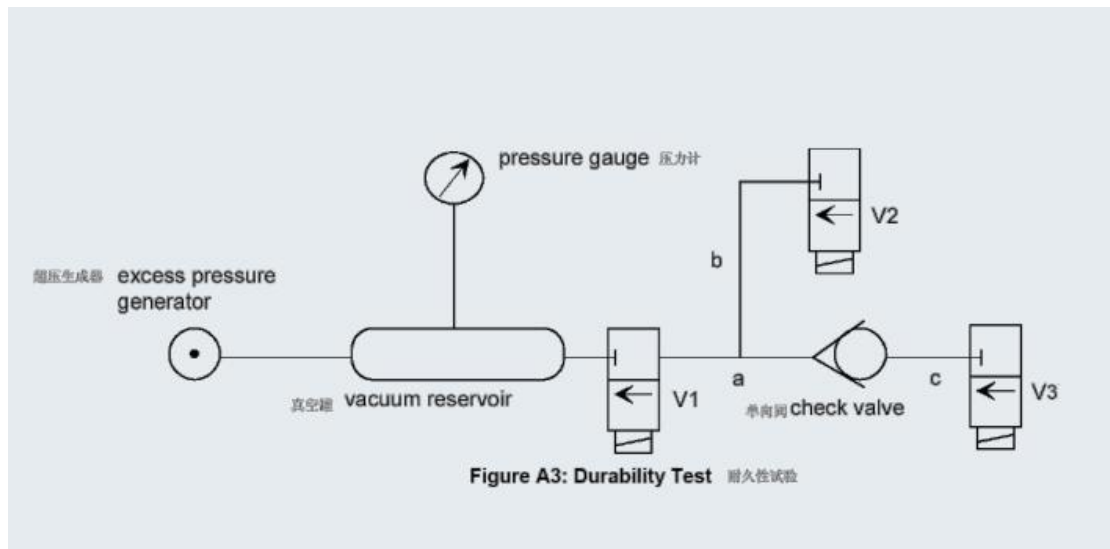 pressure gauge 压力计
V2
b
超压生成器 excess pressure
generator
a
c
真空罐 vacuum reservoir
V1
单向阀 check valve
V3
Figure A3: Durability Test 耐久性试验